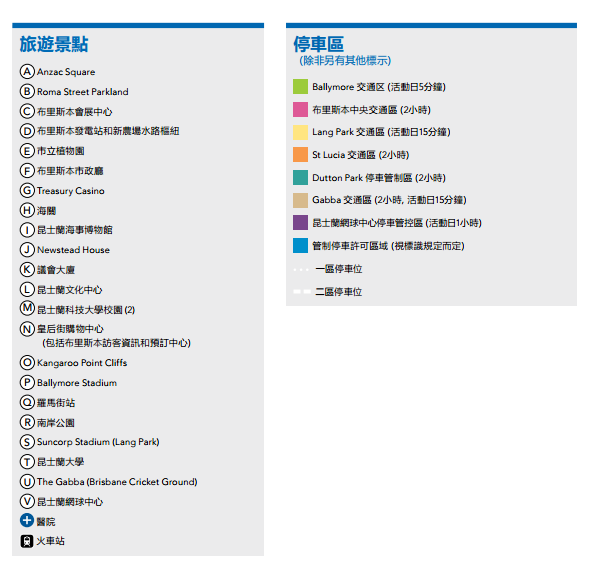 旅遊景點
A Anzac Square
B Roma Street Parkland
C 布里斯本會展中心
D 布里斯本發電站和新農場水路樞紐
E 市立植物園
F 布里斯本市政廳
G Treasury Casino
H 海關
I 昆士蘭海事博物館
J Newstead House
K 議會大廈
L 昆士蘭文化中心
M 昆士蘭科技大學校園 (2)
N 皇后街購物中心
(包括布里斯本訪客資訊和預訂中心)
O Kangaroo Point Cliffs
P Ballymore Stadium
Q 羅馬街站
R 南岸公園
S Suncorp Stadium (Lang Park)
T 昆士蘭大學
U The Gabba (Brisbane Cricket Ground)
V 昆士蘭網球中心
醫院
火車站
停車區
(除非另有其他標示)
Ballymore 交通区 (活動日5分鐘)
布里斯本中央交通區 (2小時)
Lang Park 交通區 (活動日15分鐘)
St Lucia 交通區 (2小時)
Dutton Park 停車管制區 (2小時)
Gabba 交通區 (2小時, 活動日15分鐘)
昆士蘭網球中心停車管控區 (活動日1小時)
管制停車許可區域 (視標識規定而定)
一區停車位
二區停車位